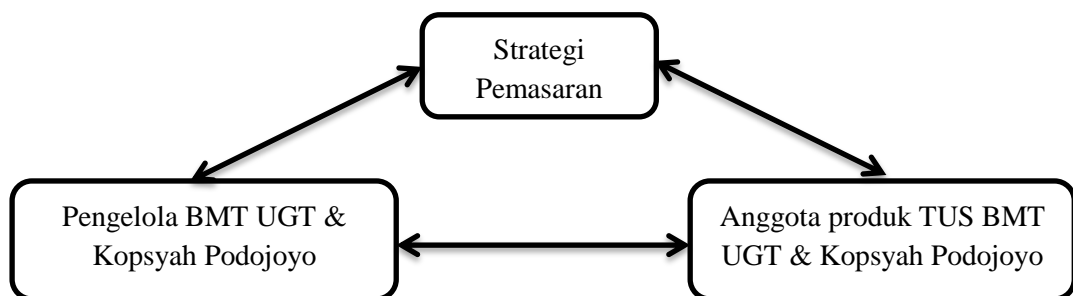 Strategi
Pemasaran
Pengelola BMT UGT &
Kopsyah Podojoyo
Anggota produk TUS BMT
UGT & Kopsyah Podojoyo